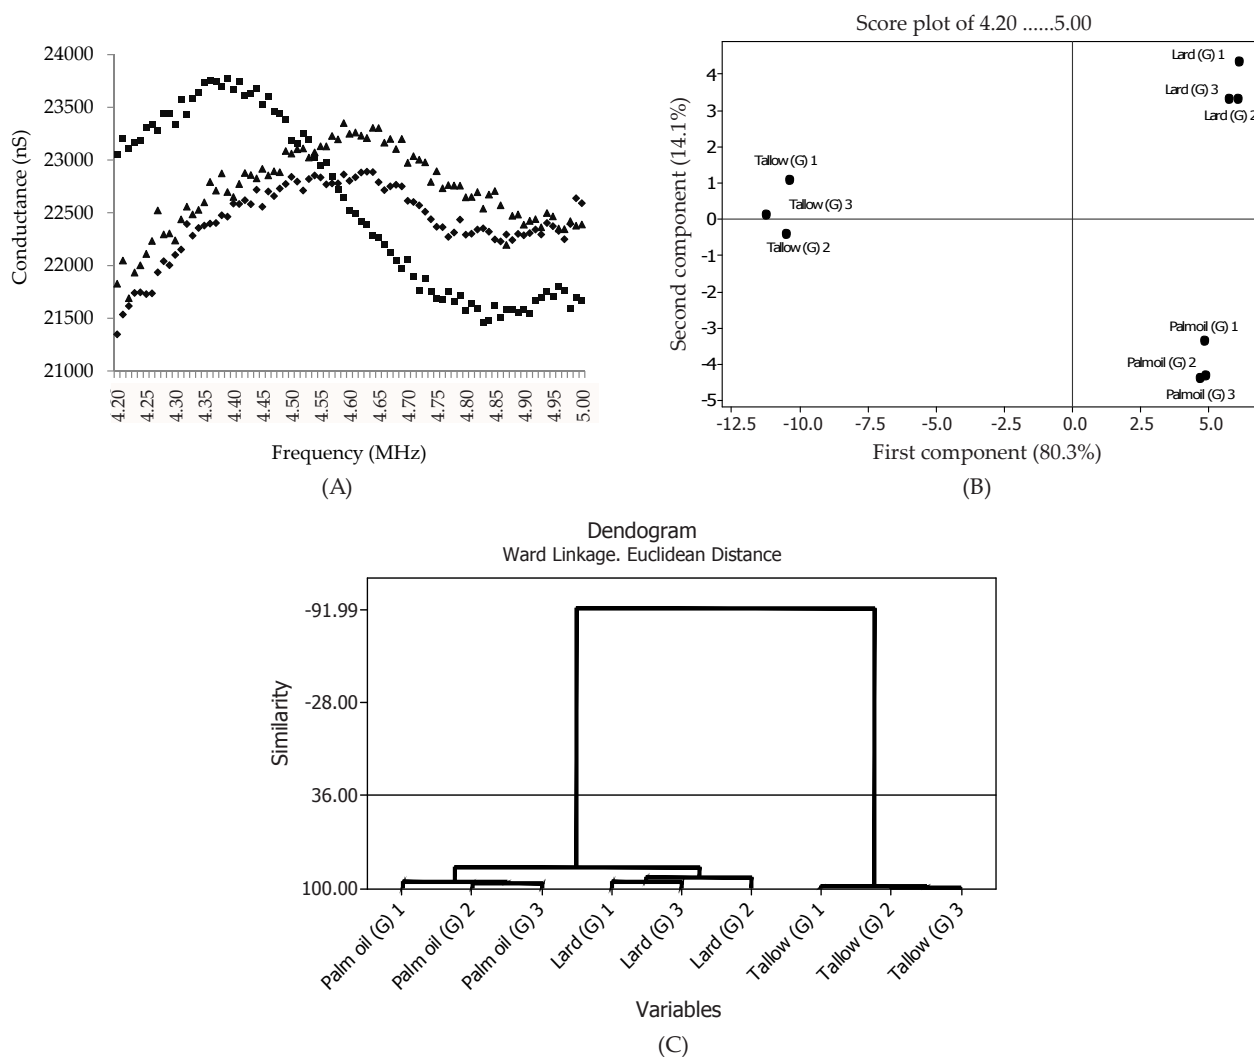 24000
23500
23000
22500
22000
21500
21000
Conductance (nS)
4.20
4.25
4.30
4.35
4.40
4.45
4.50
4.55
4.60
4.65
4.70
4.75
4.80
4.85
4.90
4.95
5.00
Frequency (MHz)
(A)
Score plot of 4.20 ......5.00
Second component (14.1%)
4
3
2
1
0
-1
-2
-3
-4
-5
Lard (G) 1
Lard (G) 3
Lard (G) 2
Tallow (G) 1
Tallow (G) 3
Tallow (G) 2
Palmoil (G) 1
Palmoil (G) 2
Palmoil (G) 3
-12.5
-10.0
-7.5
-5.0
-2.5
0.0
2.5
5.0
First component (80.3%)
(B)
Dendogram
Ward Linkage. Euclidean Distance
Similarity
-91.99
-28.00
36.00
100.00
Palm oil (G) 1
Palm oil (G) 2
Palm oil (G) 3
Lard (G) 1
Lard (G) 3
Lard (G) 2
Tallow (G) 1
Tallow (G) 2
Tallow (G) 3
Variables
(C)